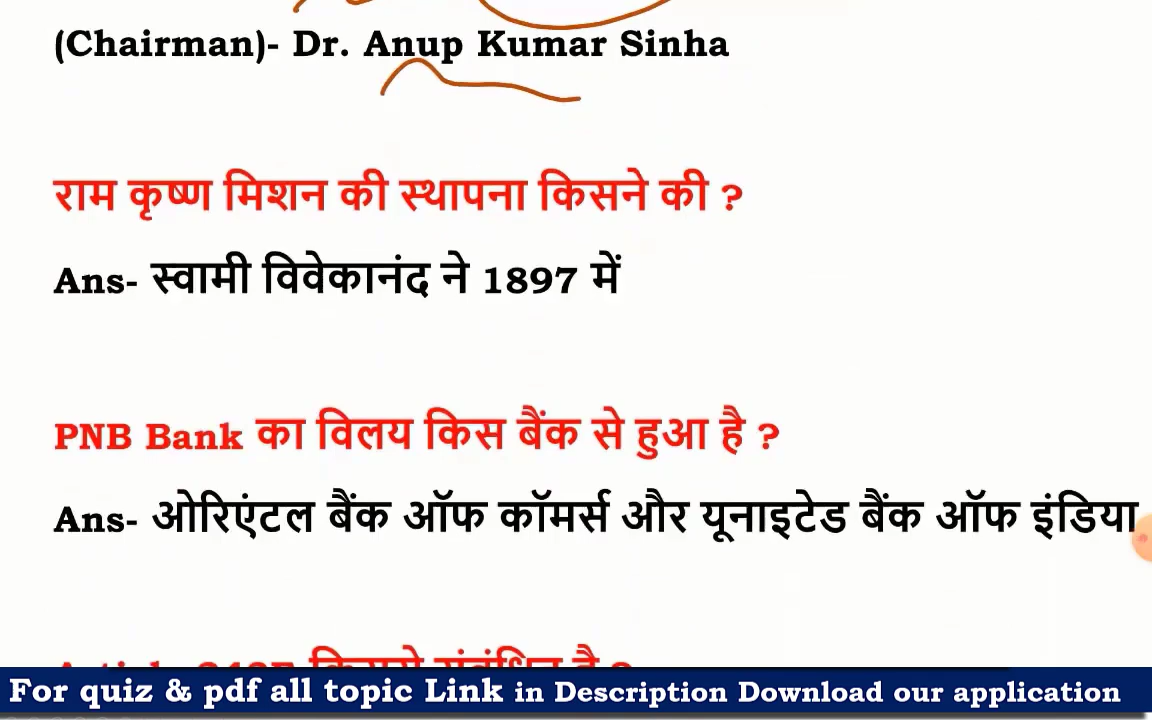 (Chairman)- Dr. Anup Kumar Sinha
राम कृष्ण मिशन की स्थापना किसने की ?
Ans- स्वामी विवेकानंद ने 1897 में
PNB Bank का विलय किस बैंक से हुआ है ?
Ans- ओरिएंटल बैंक ऑफ कॉमर्स और यूनाइटेड बैंक ऑफ इंडिया
किससे संबंधित है ?
For quiz & pdf all topic Link in Description Download our application